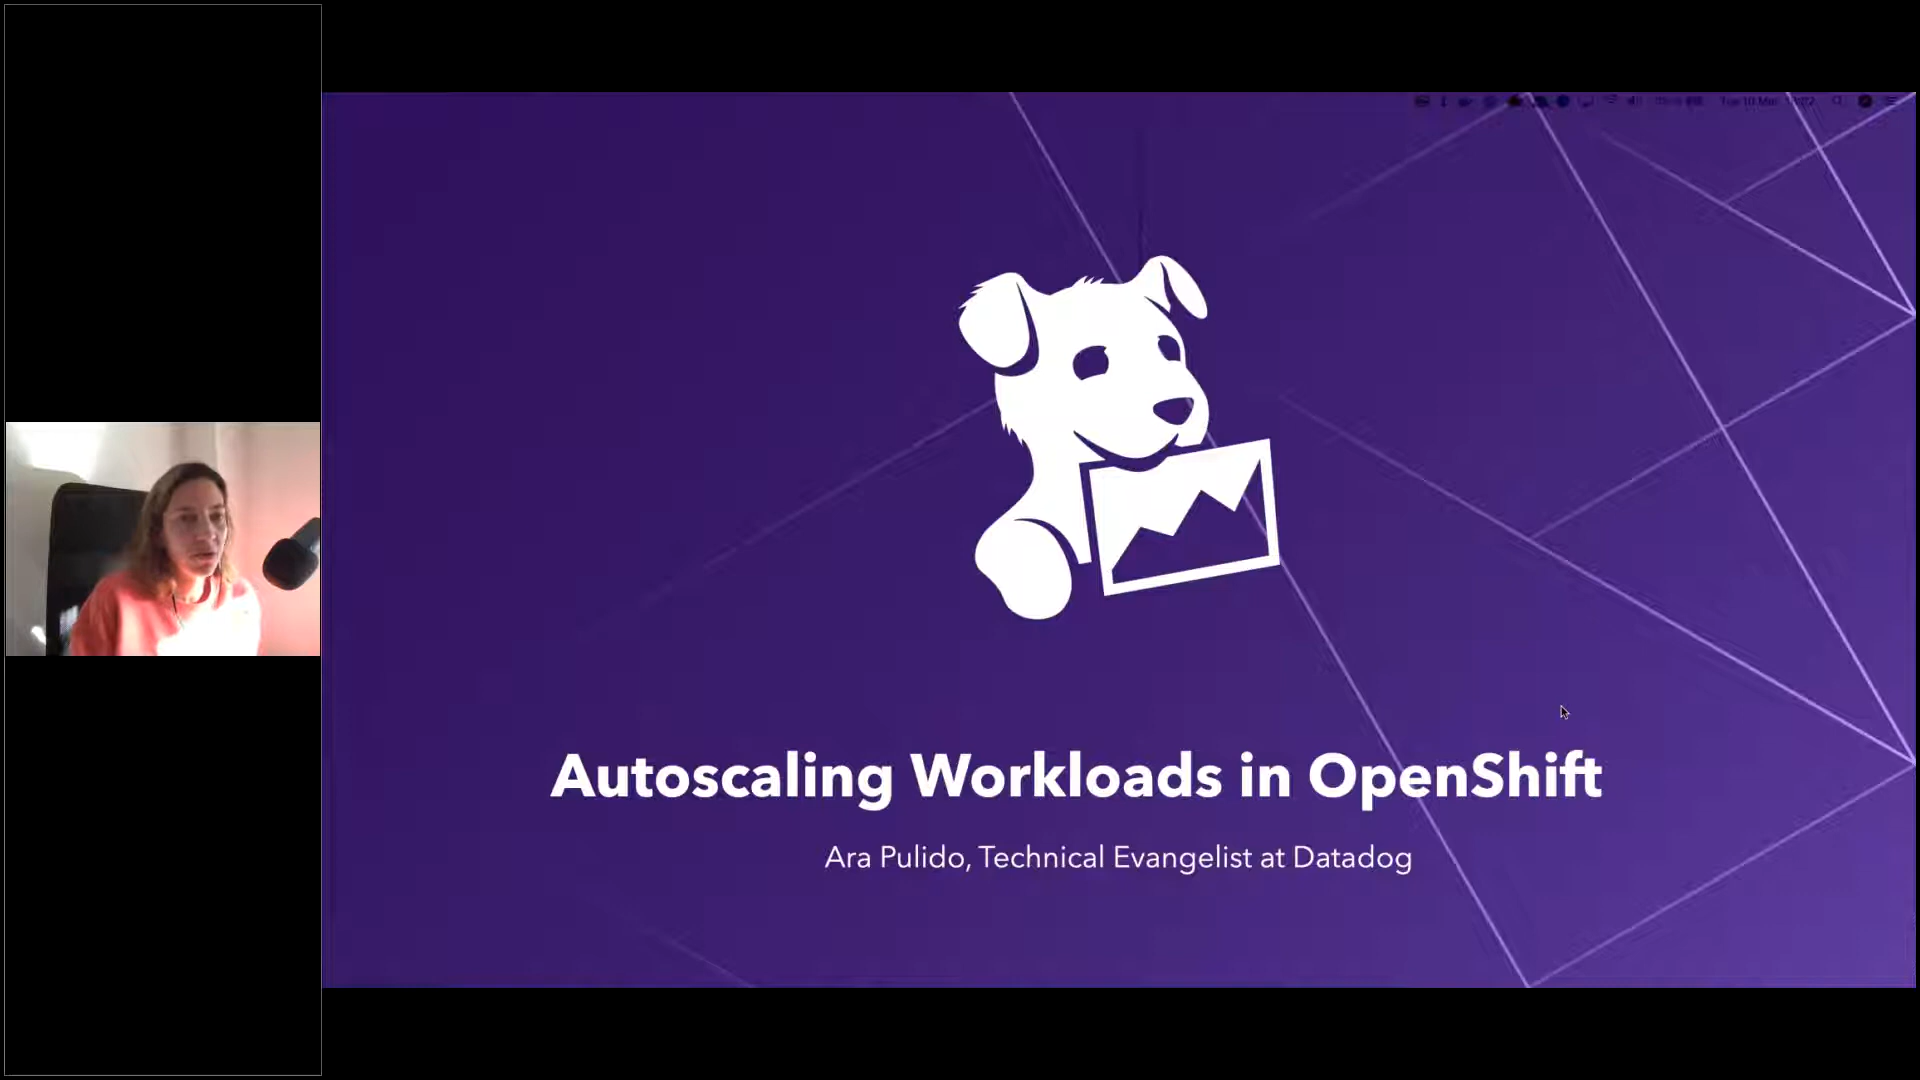 Autoscaling Workloads in OpenShift
Ara Pulido, Technical Evangelist at Datadog